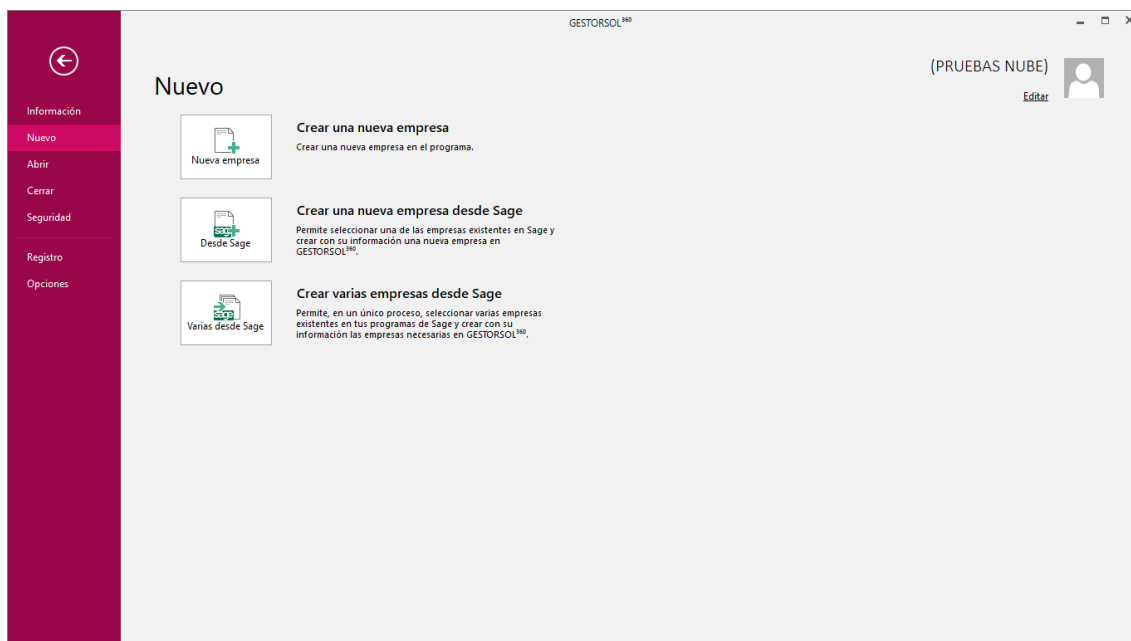 GESTORSOL³⁶⁰
(PRUEBAS NUBE)
Editar
Información
Nuevo
Abrir
Cerrar
Seguridad
Registro
Opciones
Nuevo
Nueva empresa
Crear una nueva empresa
Crear una nueva empresa en el programa.
sage
Desde Sage
Crear una nueva empresa desde Sage
Permite seleccionar una de las empresas existentes en Sage y
crear con su información una nueva empresa en
GESTORSOL³⁶⁰.
sage
Varias desde Sage
Crear varias empresas desde Sage
Permite, en un único proceso, seleccionar varias empresas
existentes en tus programas de Sage y crear con su
información las empresas necesarias en GESTORSOL³⁶⁰.